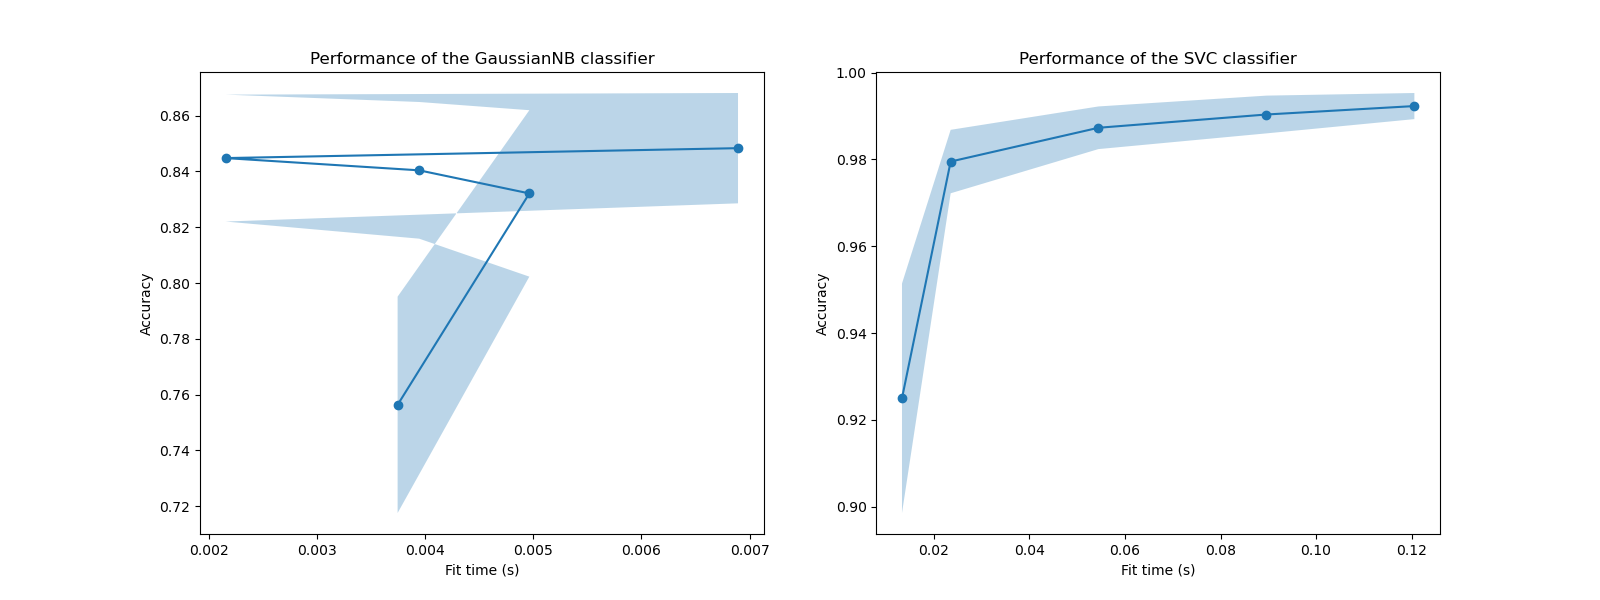 Performance of the GaussianNB classifier
Accuracy
0.86
0.84
0.82
0.80
0.78
0.76
0.74
0.72
0.002 0.003 0.004 0.005 0.006 0.007
Fit time (s)
Performance of the SVC classifier
Accuracy
1.00
0.98
0.96
0.94
0.92
0.90
0.02 0.04 0.06 0.08 0.10 0.12
Fit time (s)